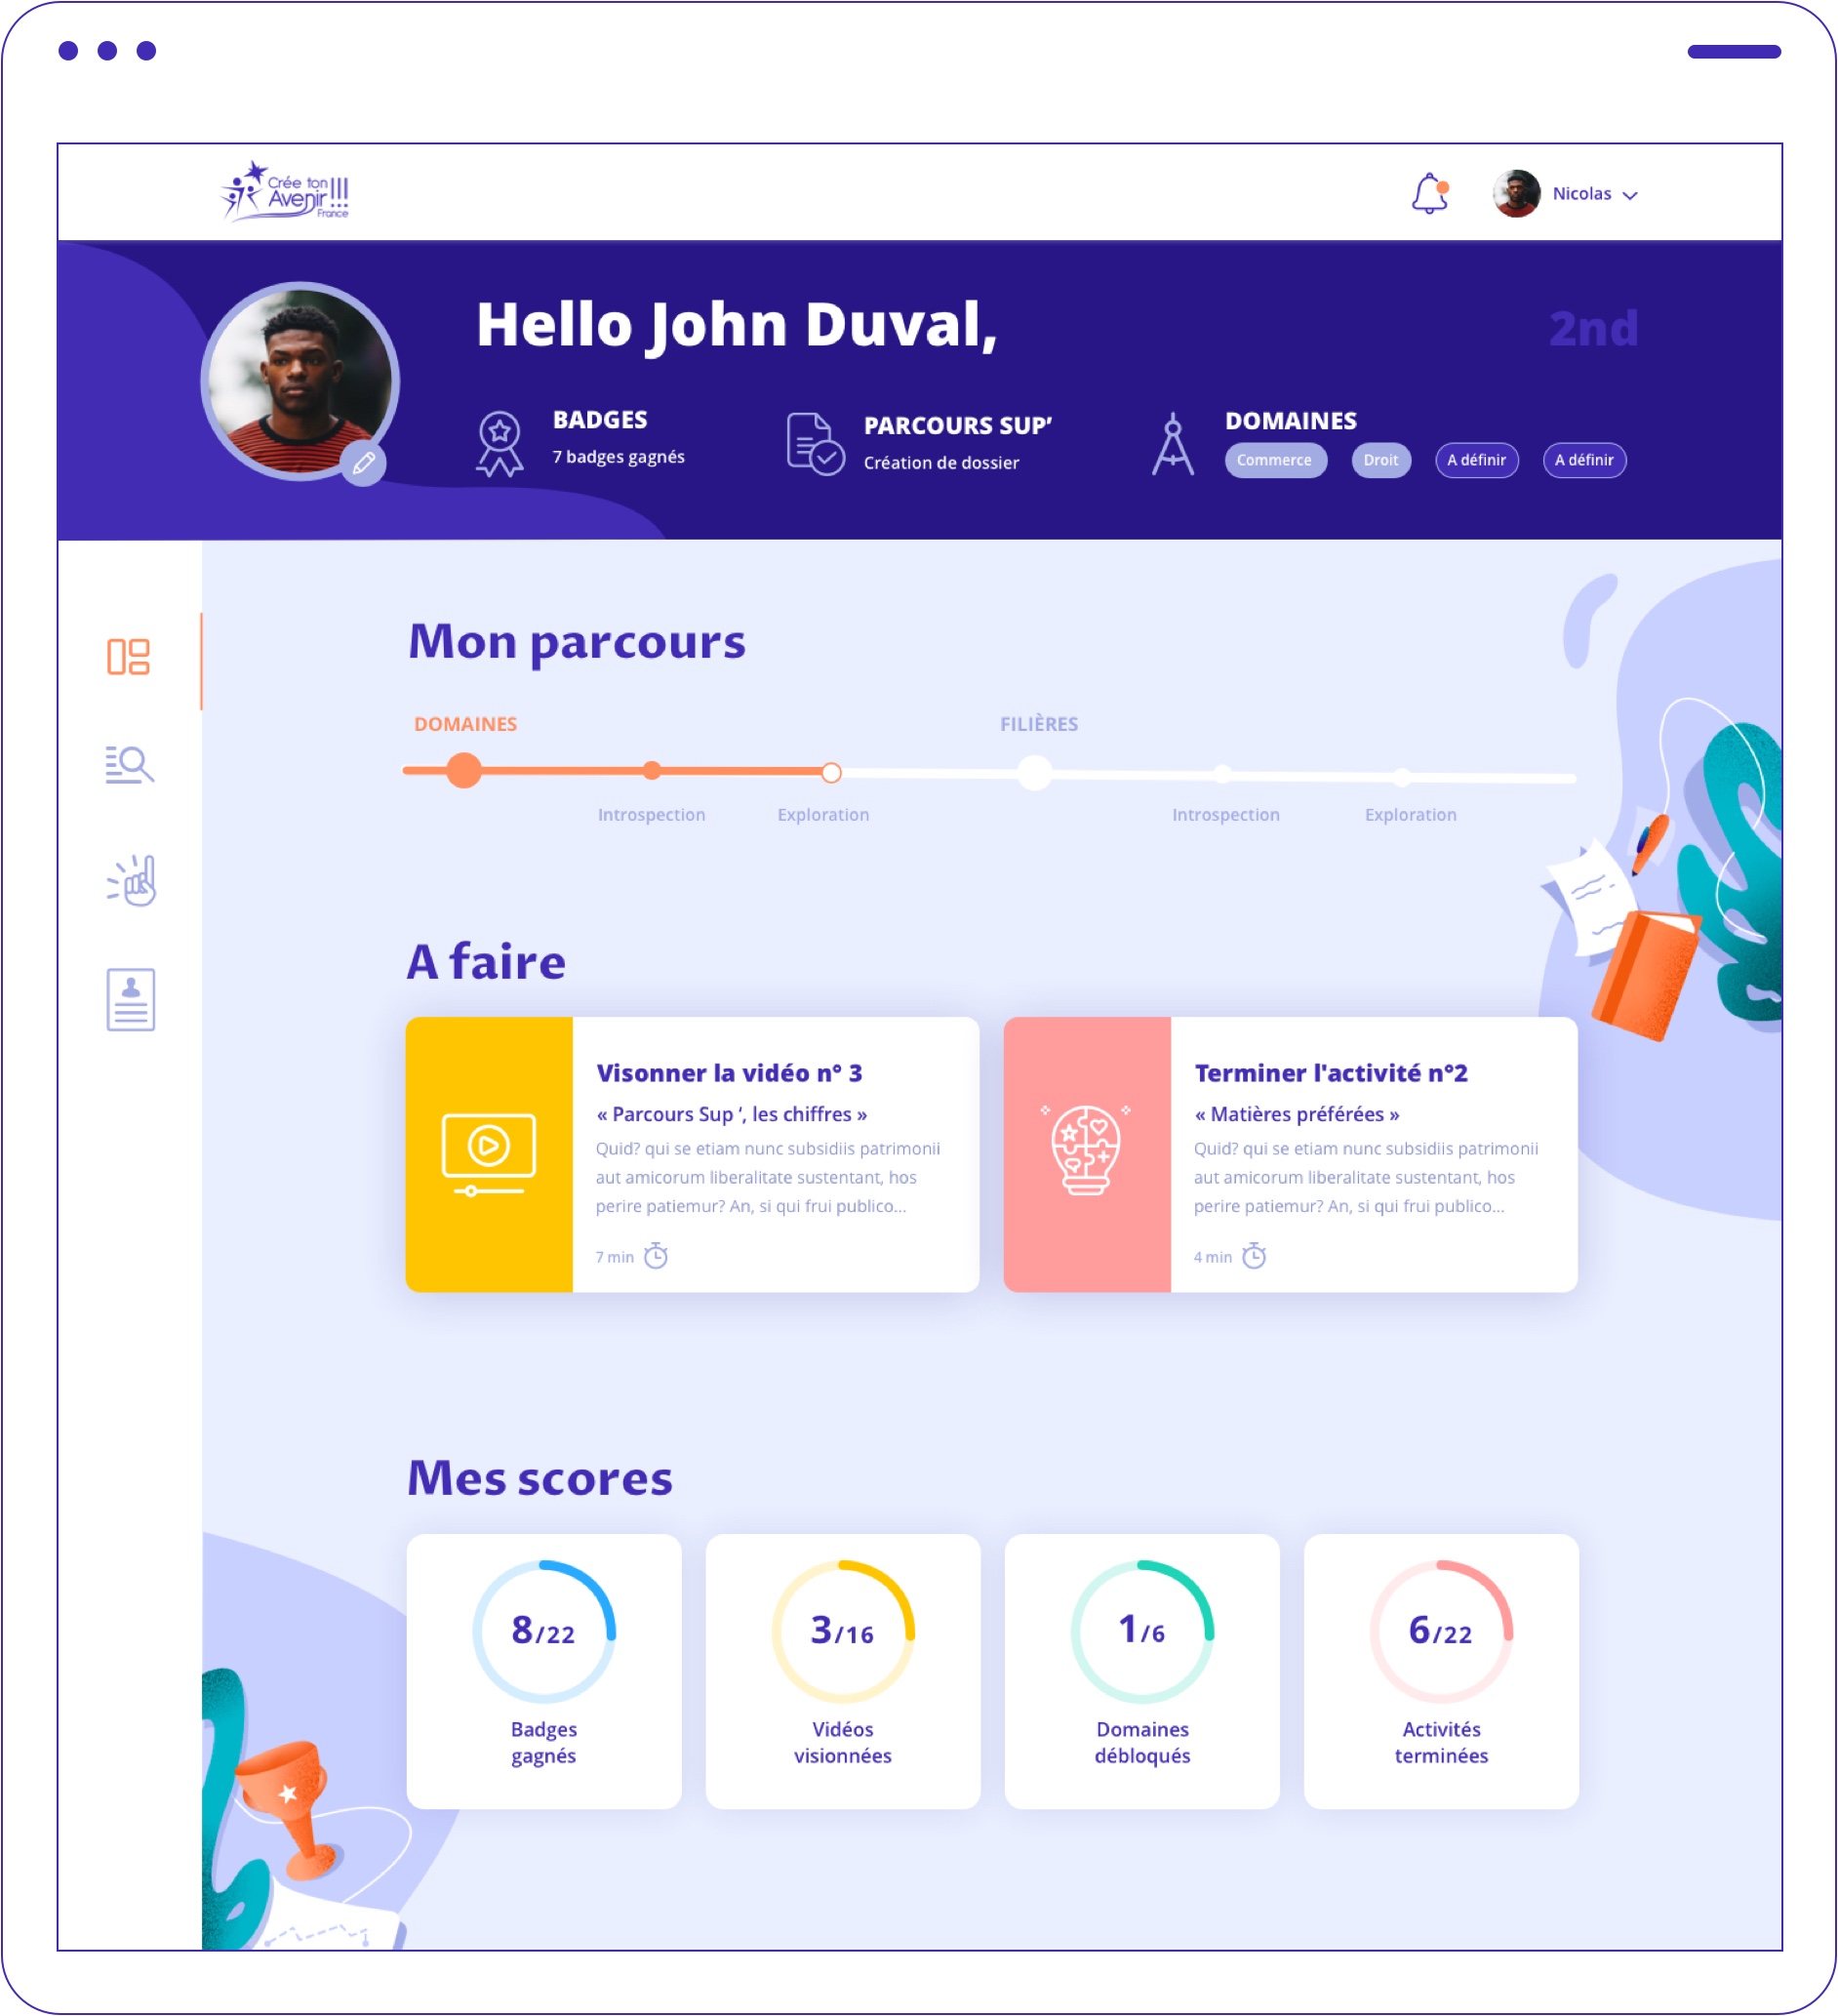 Crée ton
Avenir!!!
France
Nicolas
Hello John Duval,
2nd
BADGES
7 badges gagnés
PARCOURS SUP’
Création de dossier
DOMAINES
Commerce
Droit
A définir
A définir
Mon parcours
DOMAINES
FILIÈRES
Introspection
Exploration
Introspection
Exploration
A faire
Visonner la vidéo n° 3
« Parcours Sup ‘, les chiffres »
Quid? qui se etiam nunc subsidiis patrimonii
aut amicorum liberalitate sustentant, hos
perire patiemur? An, si qui frui publico...
7 min
Terminer l'activité n°2
« Matières préférées »
Quid? qui se etiam nunc subsidiis patrimonii
aut amicorum liberalitate sustentant, hos
perire patiemur? An, si qui frui publico...
4 min
Mes scores
8/22
Badges
gagnés
3/16
Vidéos
visionnées
1/6
Domaines
débloqués
6/22
Activités
terminées